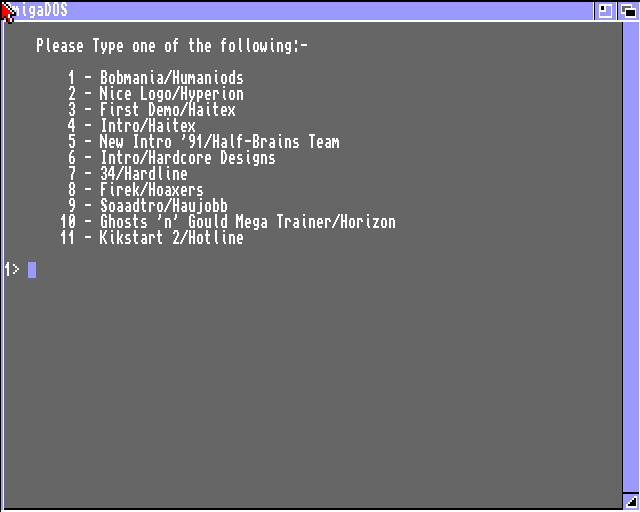 AmigaDOS
Please Type one of the following:-
1 - Bobmania/Humaniods
2 - Nice Logo/Hyperion
3 - First Demo/Haitex
4 - Intro/Haitex
5 - New Intro '91/Half-Brains Team
6 - Intro/Hardcore Designs
7 - 34/Hardline
8 - Firek/Hoaxers
9 - Soaadtro/Haujobb
10 - Ghosts 'n' Gould Mega Trainer/Horizon
11 - Kikstart 2/Hotline
1>